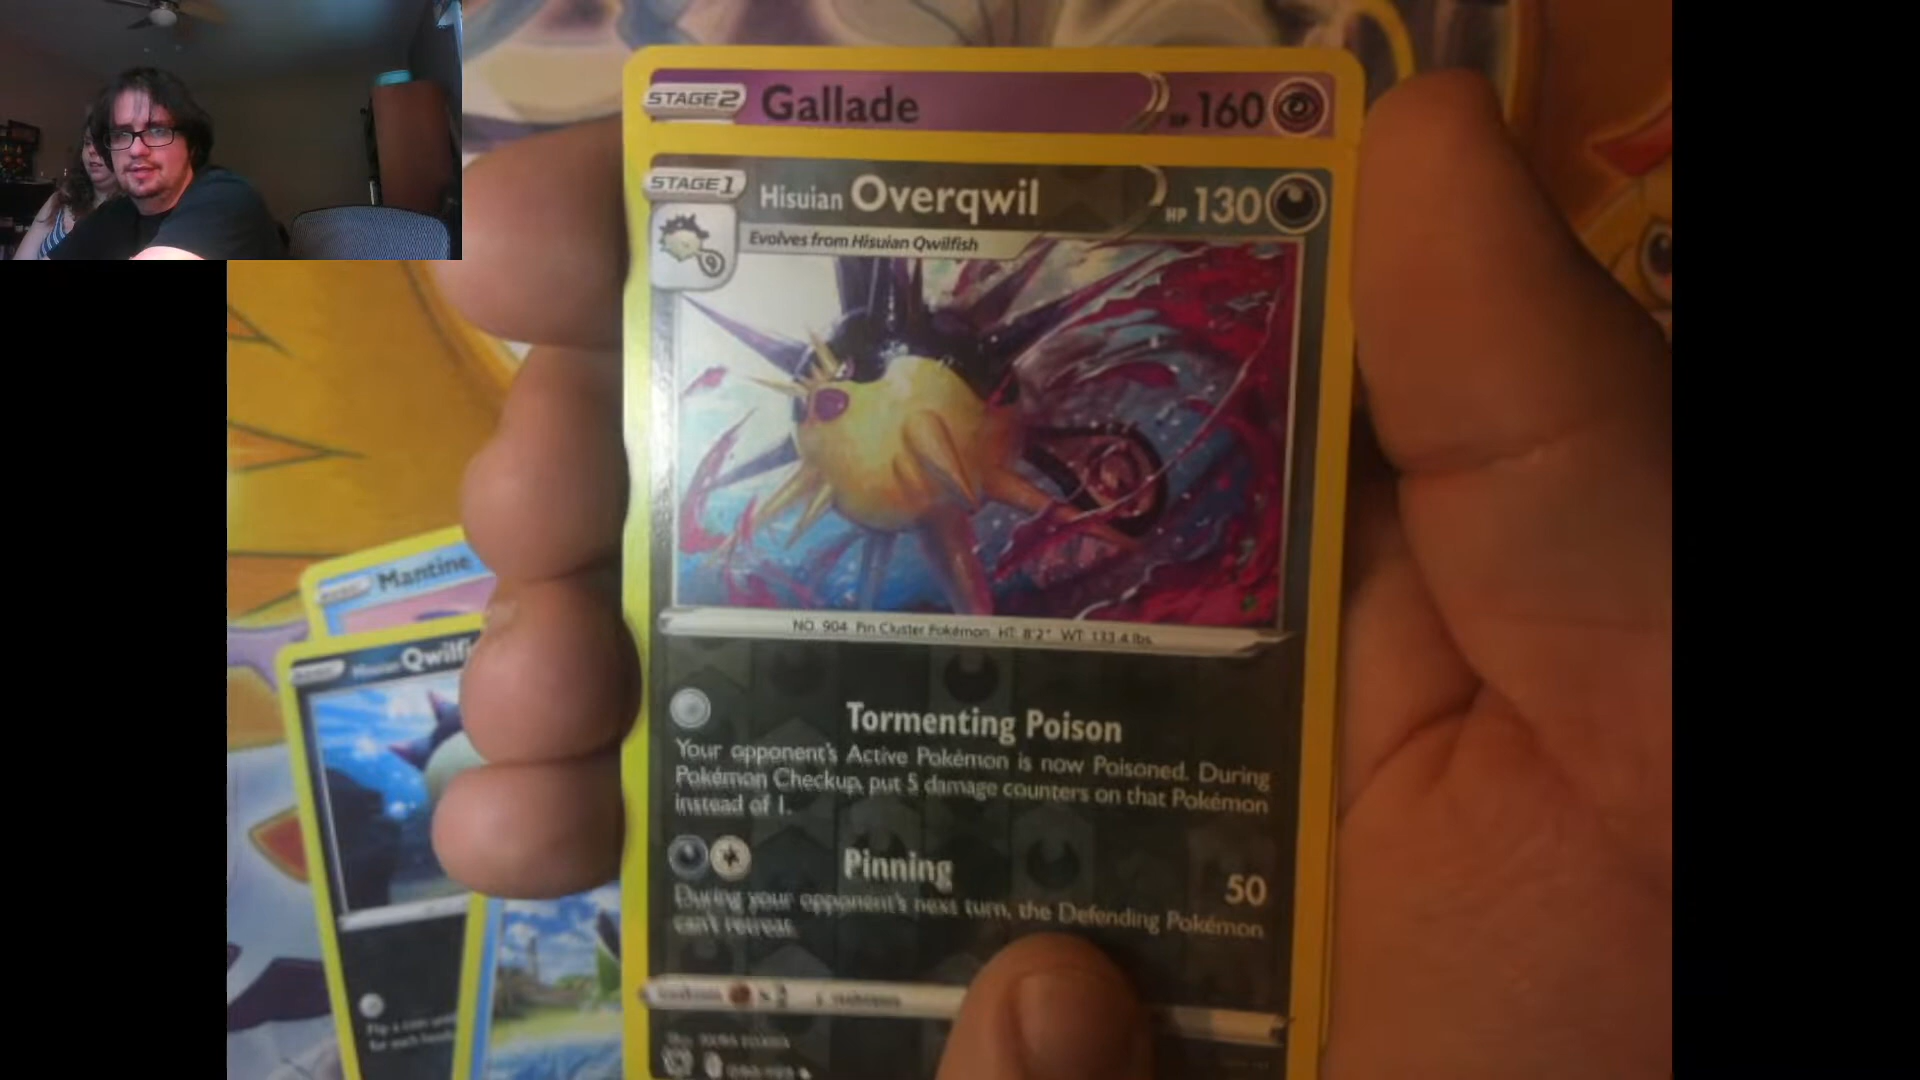 STAGE2 Gallade HP 160
STAGE1 Hisuian Overqwil HP 130
Evolves from Hisuian Qwilfish
NO. 904 Pin Cluster Pokémon HT: 8'2" WT: 133.4 lbs.
Tormenting Poison
Your opponent's Active Pokémon is now Poisoned. During
Pokémon Checkup, put 5 damage counters on that Pokémon
instead of 1.
Pinning 50
During your opponent's next turn, the Defending Pokémon
can't retreat.
Mantine
Hisuian Qwilfi